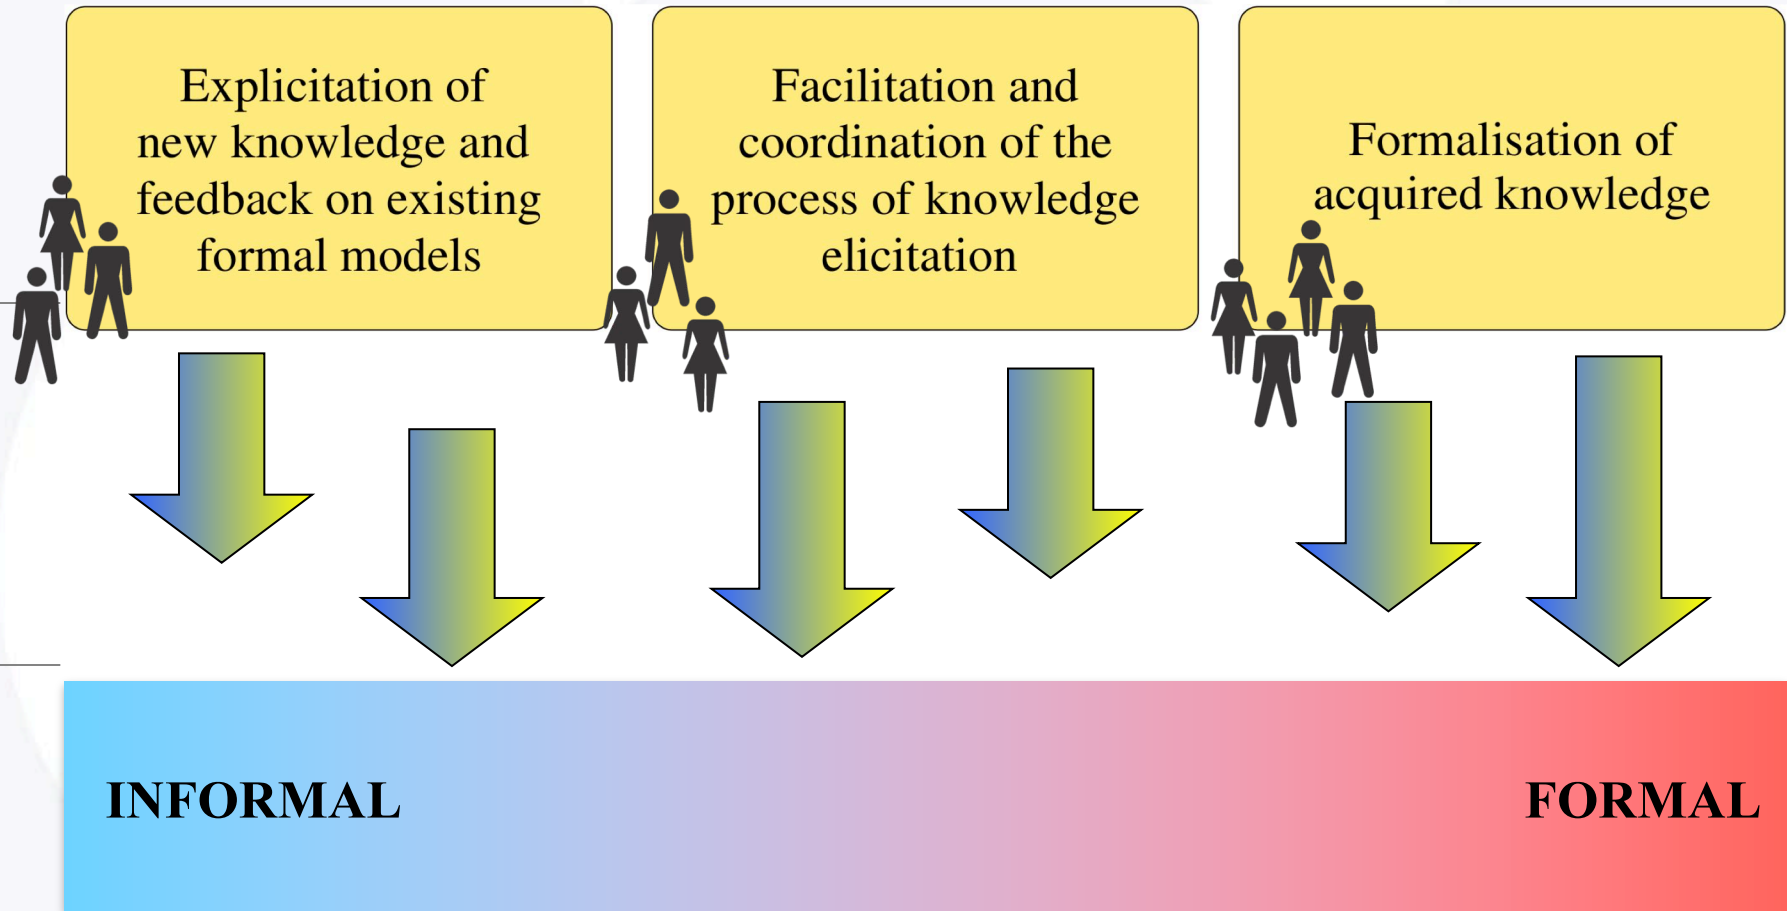 Explicitation of
new knowledge and
feedback on existing
formal models
Facilitation and
coordination of the
process of knowledge
elicitation
Formalisation of
acquired knowledge
INFORMAL
FORMAL